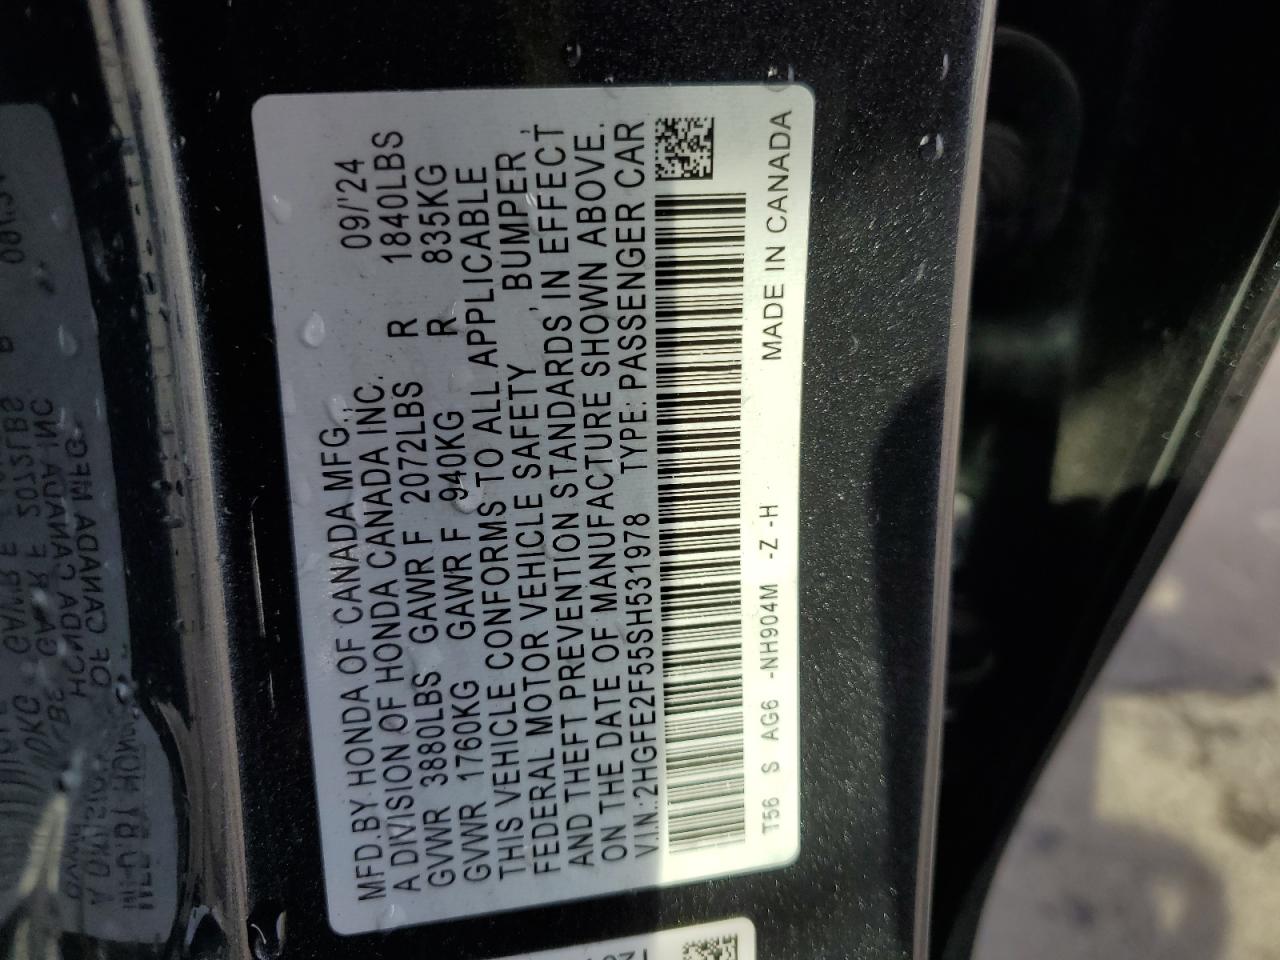 MFD.BY HONDA OF CANADA MFG., 09/'24
A DIVISION OF HONDA CANADA INC.
GVWR 3880LBS GAWR F 2072LBS R 1840LBS
GVWR 1760KG GAWR F 940KG R 835KG
THIS VEHICLE CONFORMS TO ALL APPLICABLE
FEDERAL MOTOR VEHICLE SAFETY, BUMPER,
AND THEFT PREVENTION STANDARDS IN EFFECT
ON THE DATE OF MANUFACTURE SHOWN ABOVE.
V.I.N.:2HGFE2F55SH531978 TYPE:PASSENGER CAR
T56 S AG6 -NH904M -Z -H MADE IN CANADA